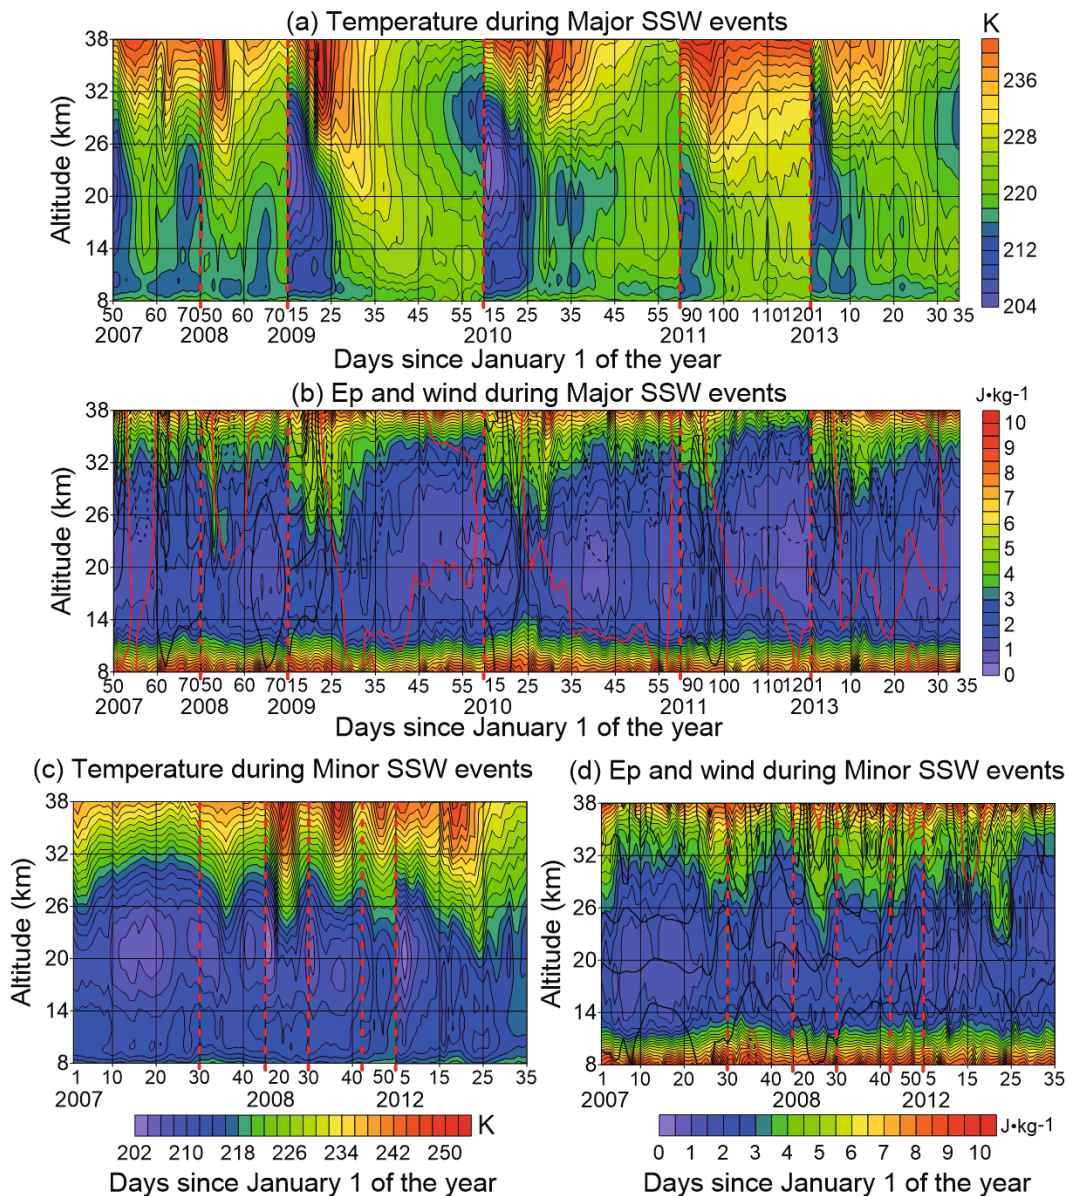 (a) Temperature during Major SSW events
K
Altitude (km)
38
32
26
20
14
8
236
228
220
212
204
50 60 70 50 60 70 15 25 35 45 55 15 25 35 45 55 90 100 110 120 1 10 20 30 35
2007 2008 2009 2010 2011 2013
Days since January 1 of the year
(b) Ep and wind during Major SSW events
J•kg-1
Altitude (km)
38
32
26
20
14
8
10
9
8
7
6
5
4
3
2
1
0
50 60 70 50 60 70 15 25 35 45 55 15 25 35 45 55 90 100 110 120 1 10 20 30 35
2007 2008 2009 2010 2011 2013
Days since January 1 of the year
(c) Temperature during Minor SSW events
Altitude (km)
38
32
26
20
14
8
1 10 20 30 40 20 30 40 50 5 15 25 35
2007 2008 2012
202 210 218 226 234 242 250 K
Days since January 1 of the year
(d) Ep and wind during Minor SSW events
Altitude (km)
38
32
26
20
14
8
1 10 20 30 40 20 30 40 50 5 15 25 35
2007 2008 2012
0 1 2 3 4 5 6 7 8 9 10 J•kg-1
Days since January 1 of the year